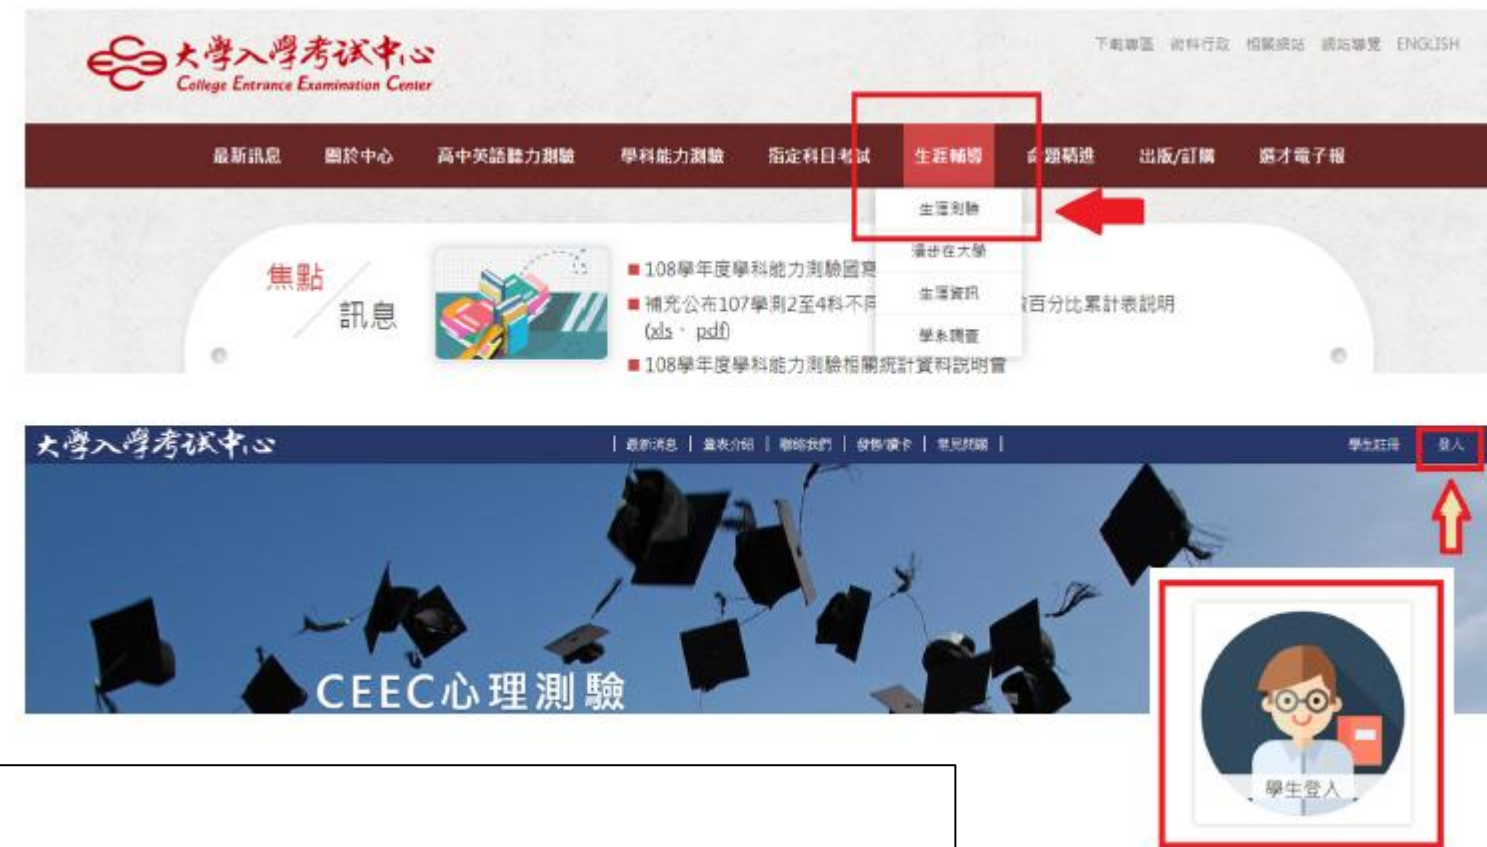 大學入學考試中心
College Entrance Examination Center
下載專區 術科行政 相關網站 網站導覽 ENGLISH
最新訊息 關於中心 高中英語聽力測驗 學科能力測驗 指定科目考試 生涯輔導 命題精進 出版/訂購 選才電子報
生涯測驗
漫步在大學
生涯資訊
學系調查
焦點
訊息
■ 108學年度學科能力測驗國寫
■ 補充公布107學測2至4科不同 百分比累計表說明
(xls、 pdf)
■ 108學年度學科能力測驗相關統計資料說明會
大學入學考試中心
| 最新消息 | 量表介紹 | 聯絡我們 | 發售/讀卡 | 常見問題 |
學生註冊 登入
CEEC心理測驗
學生登入